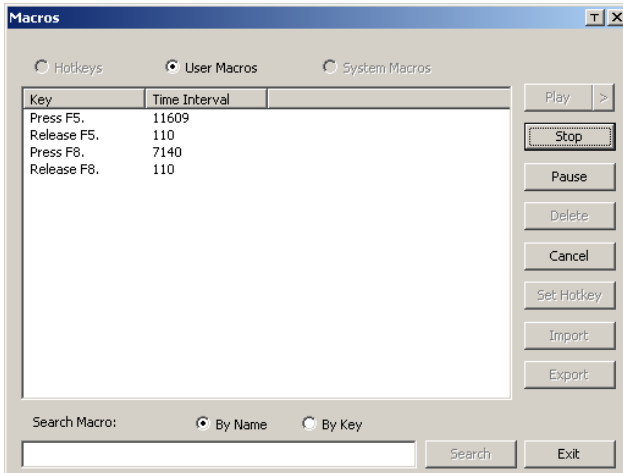 Macros
Hotkeys User Macros System Macros
Key Time Interval Play >
Press F5. 11609
Release F5. 110 Stop
Press F8. 7140
Release F8. 110 Pause
Delete
Cancel
Set Hotkey
Import
Export
Search Macro: By Name By Key
Search Exit